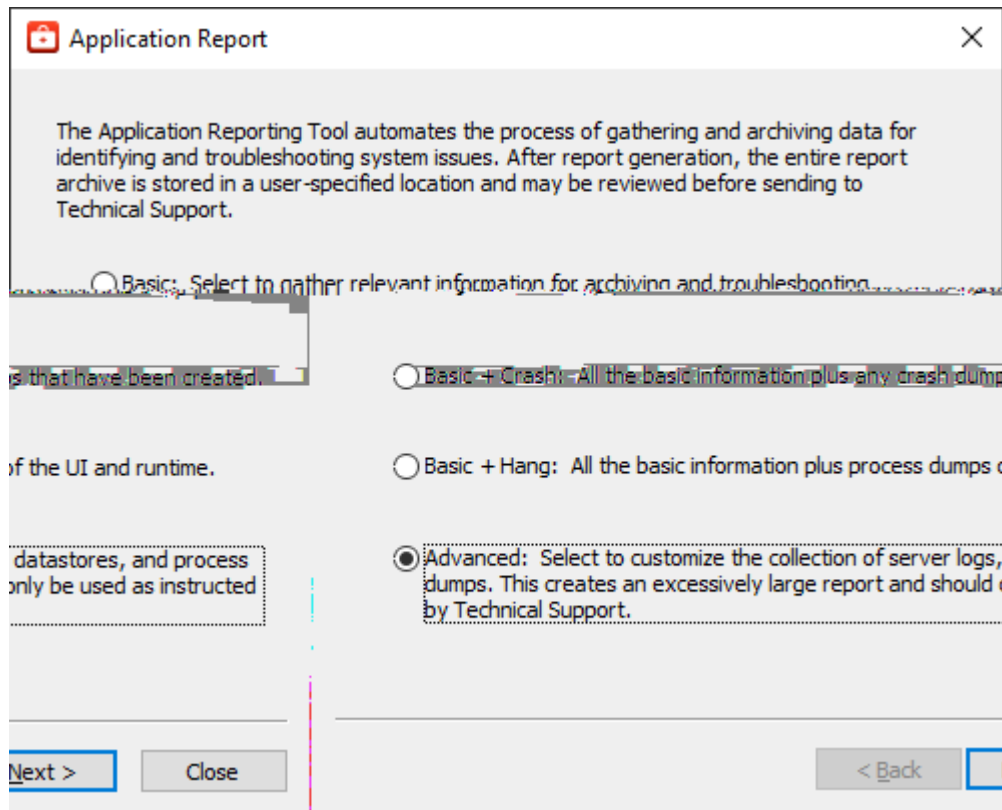 Application Report
The Application Reporting Tool automates the process of gathering and archiving data for
identifying and troubleshooting system issues. After report generation, the entire report
archive is stored in a user-specified location and may be reviewed before sending to
Technical Support.
Basic: Select to gather relevant information for archiving and troubleshooting.
s that have been created.
Basic + Crash: All the basic information plus any crash dump
of the UI and runtime.
Basic + Hang: All the basic information plus process dumps
datastores, and process
only be used as instructed
Advanced: Select to customize the collection of server logs,
dumps. This creates an excessively large report and should
by Technical Support.
Next >
Close
< Back